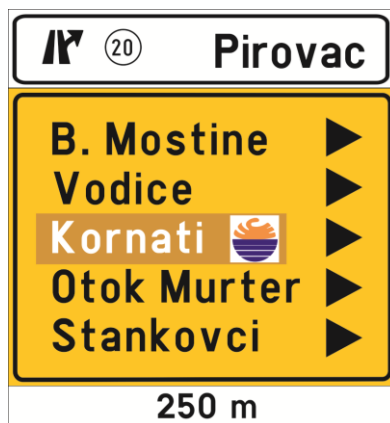 20 Pirovac
B. Mostine
Vodice
Kornati
Otok Murter
Stankovci
250 m